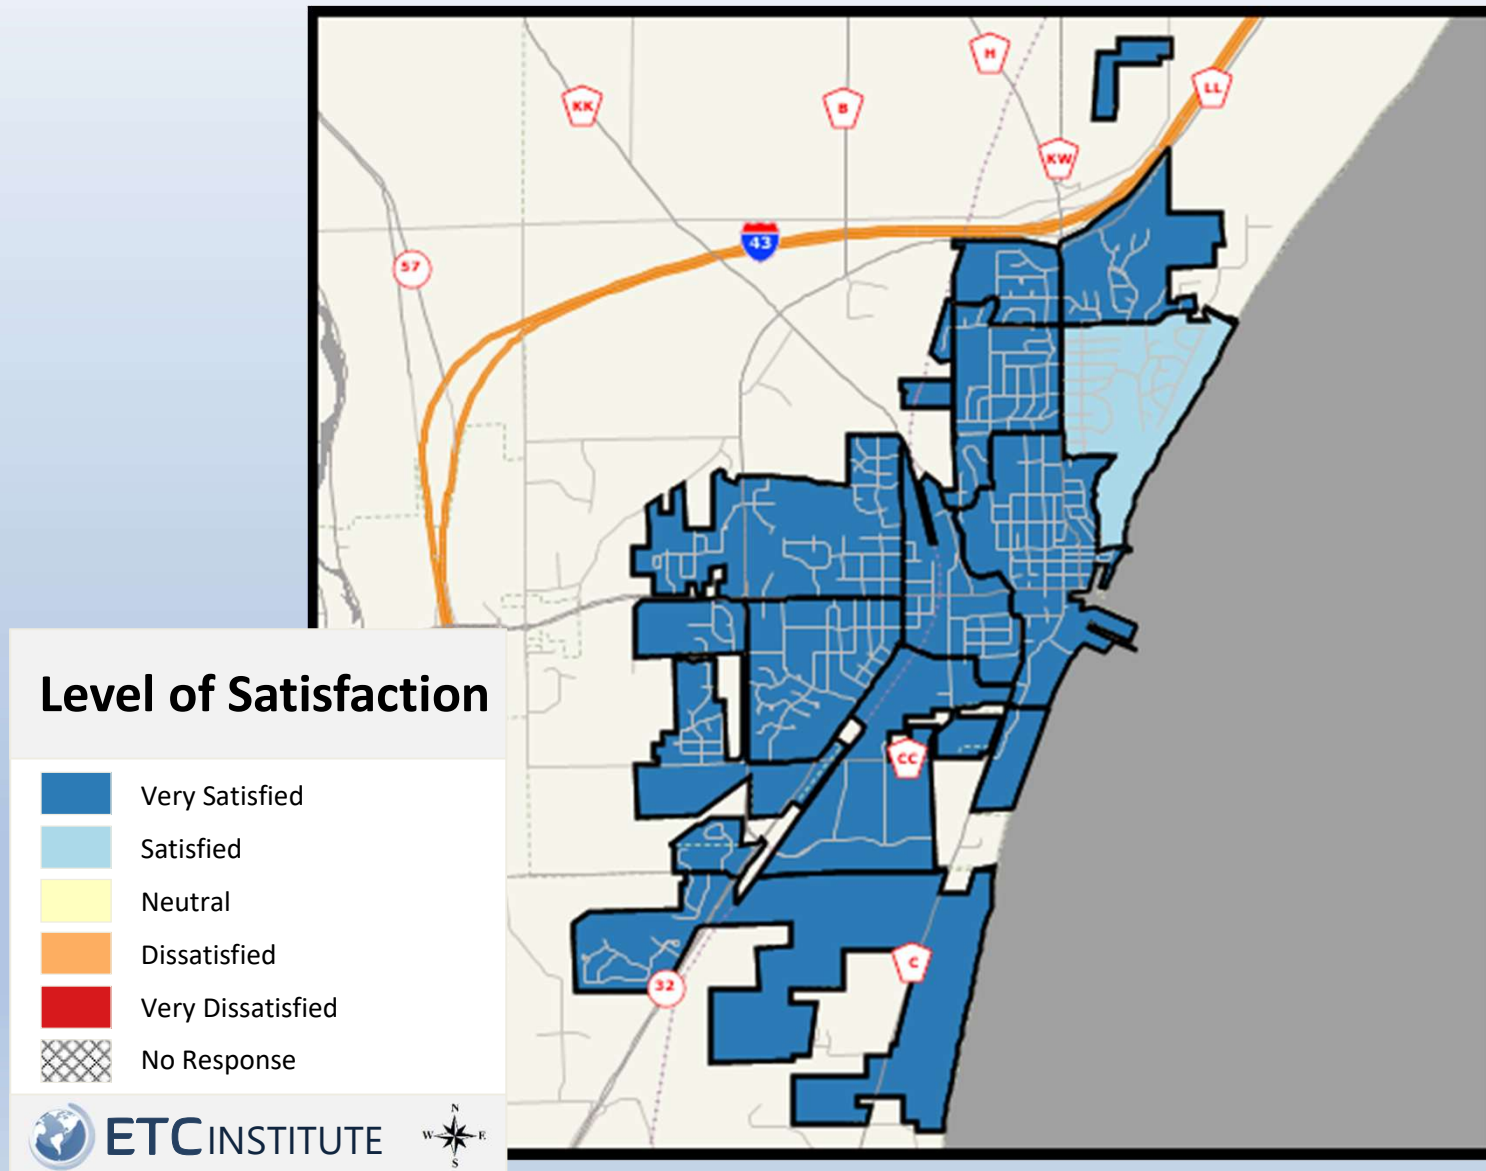 H
LL
KK
B
KW
43
57
CC
C
32
Level of Satisfaction
Very Satisfied
Satisfied
Neutral
Dissatisfied
Very Dissatisfied
No Response
ETC INSTITUTE
N
W E
S